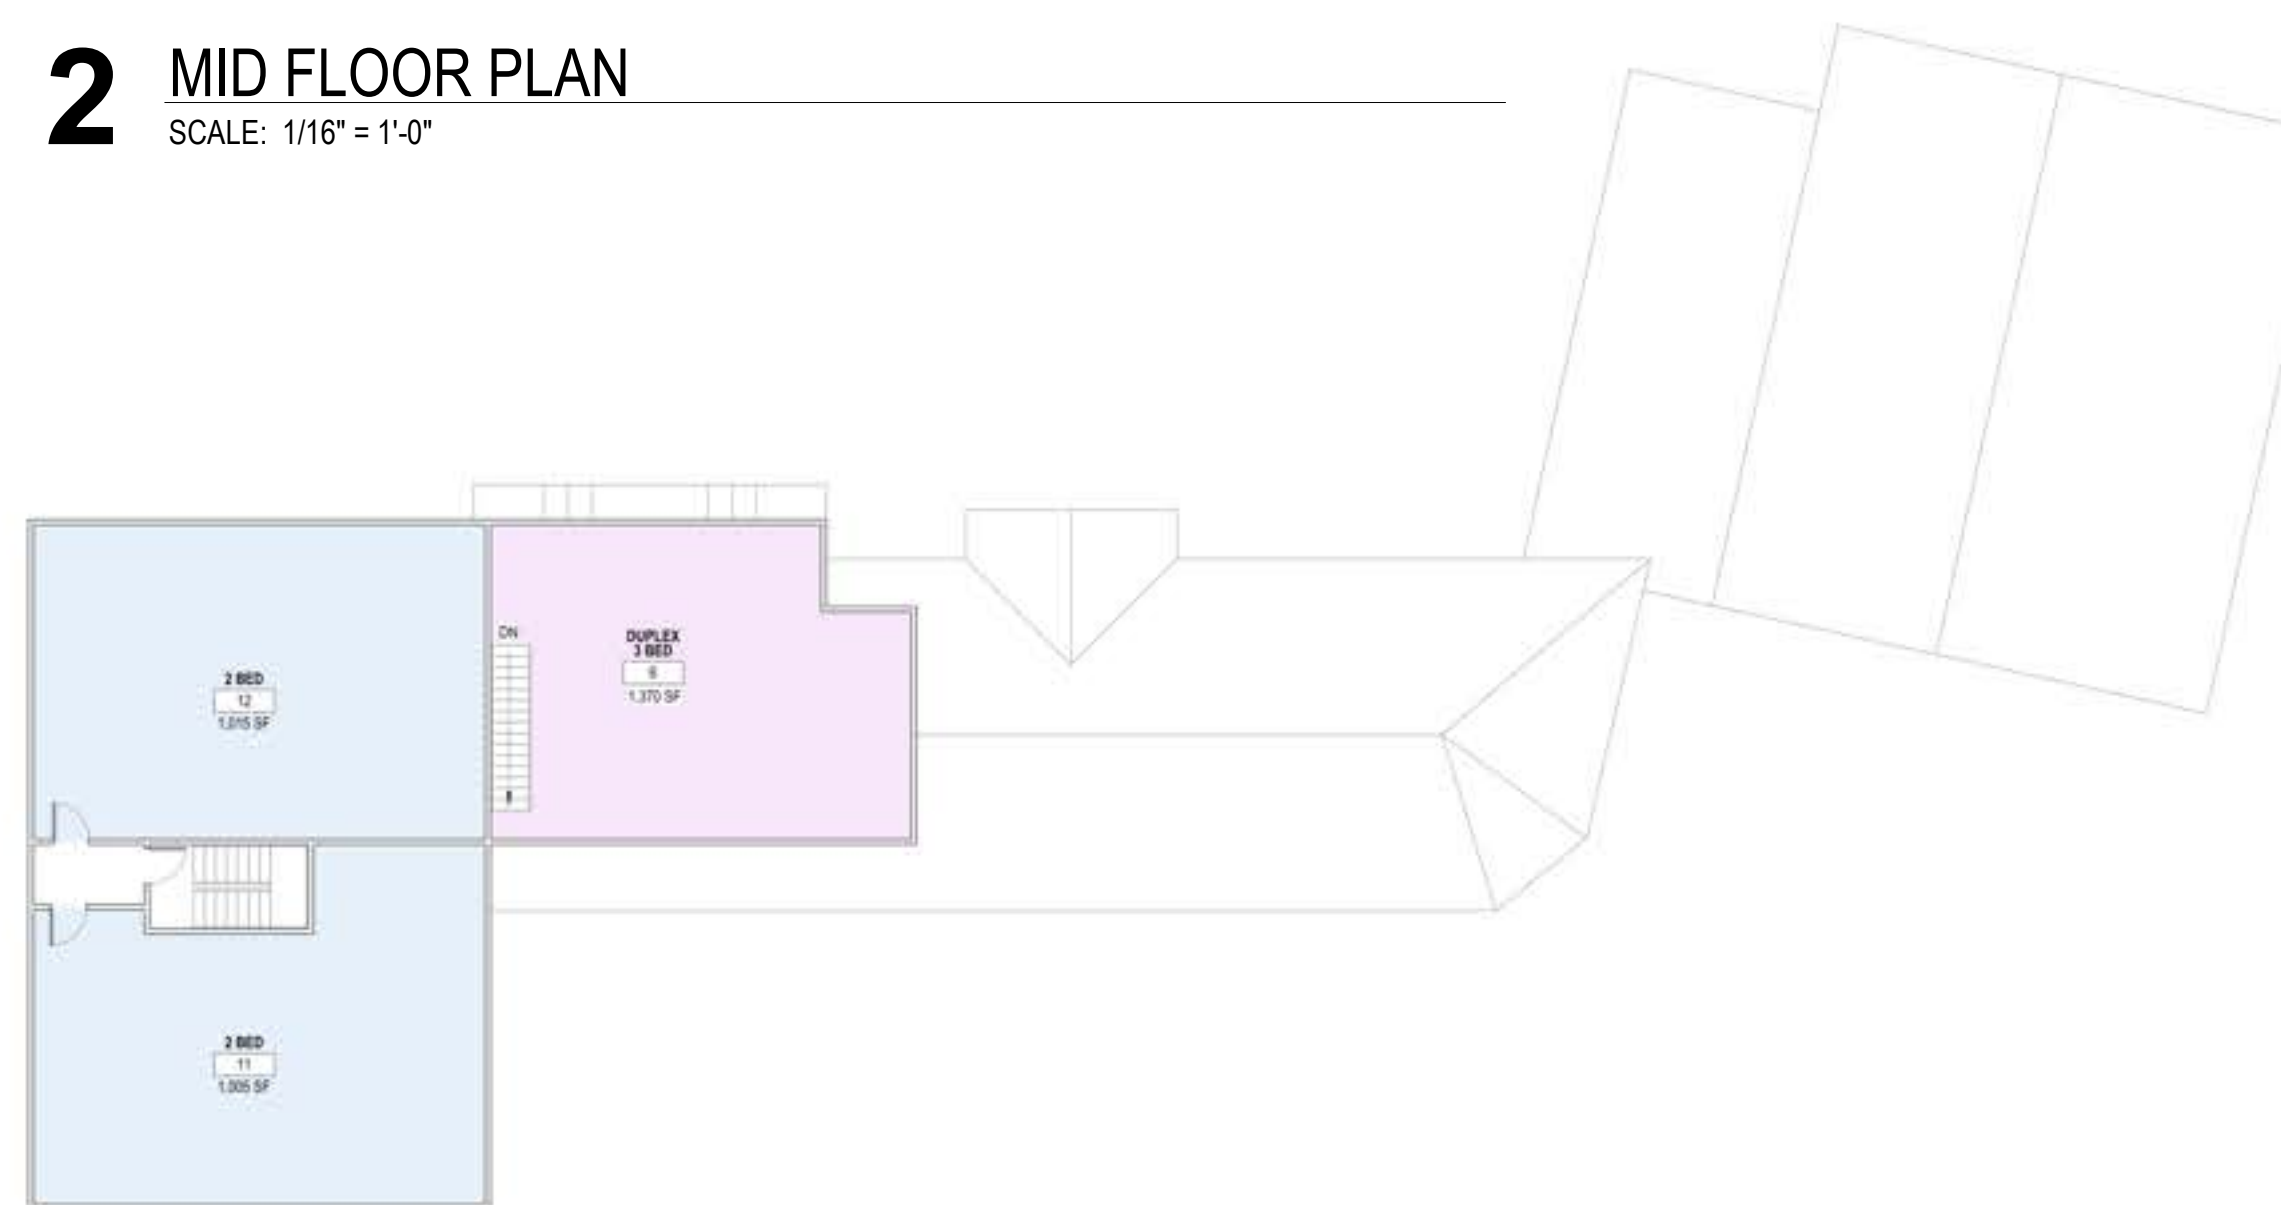 2 MID FLOOR PLAN
SCALE: 1/16" = 1'-0"
DN
DUPLEX
3 BED
6
1,370 SF
2 BED
12
1,015 SF
2 BED
11
1,005 SF